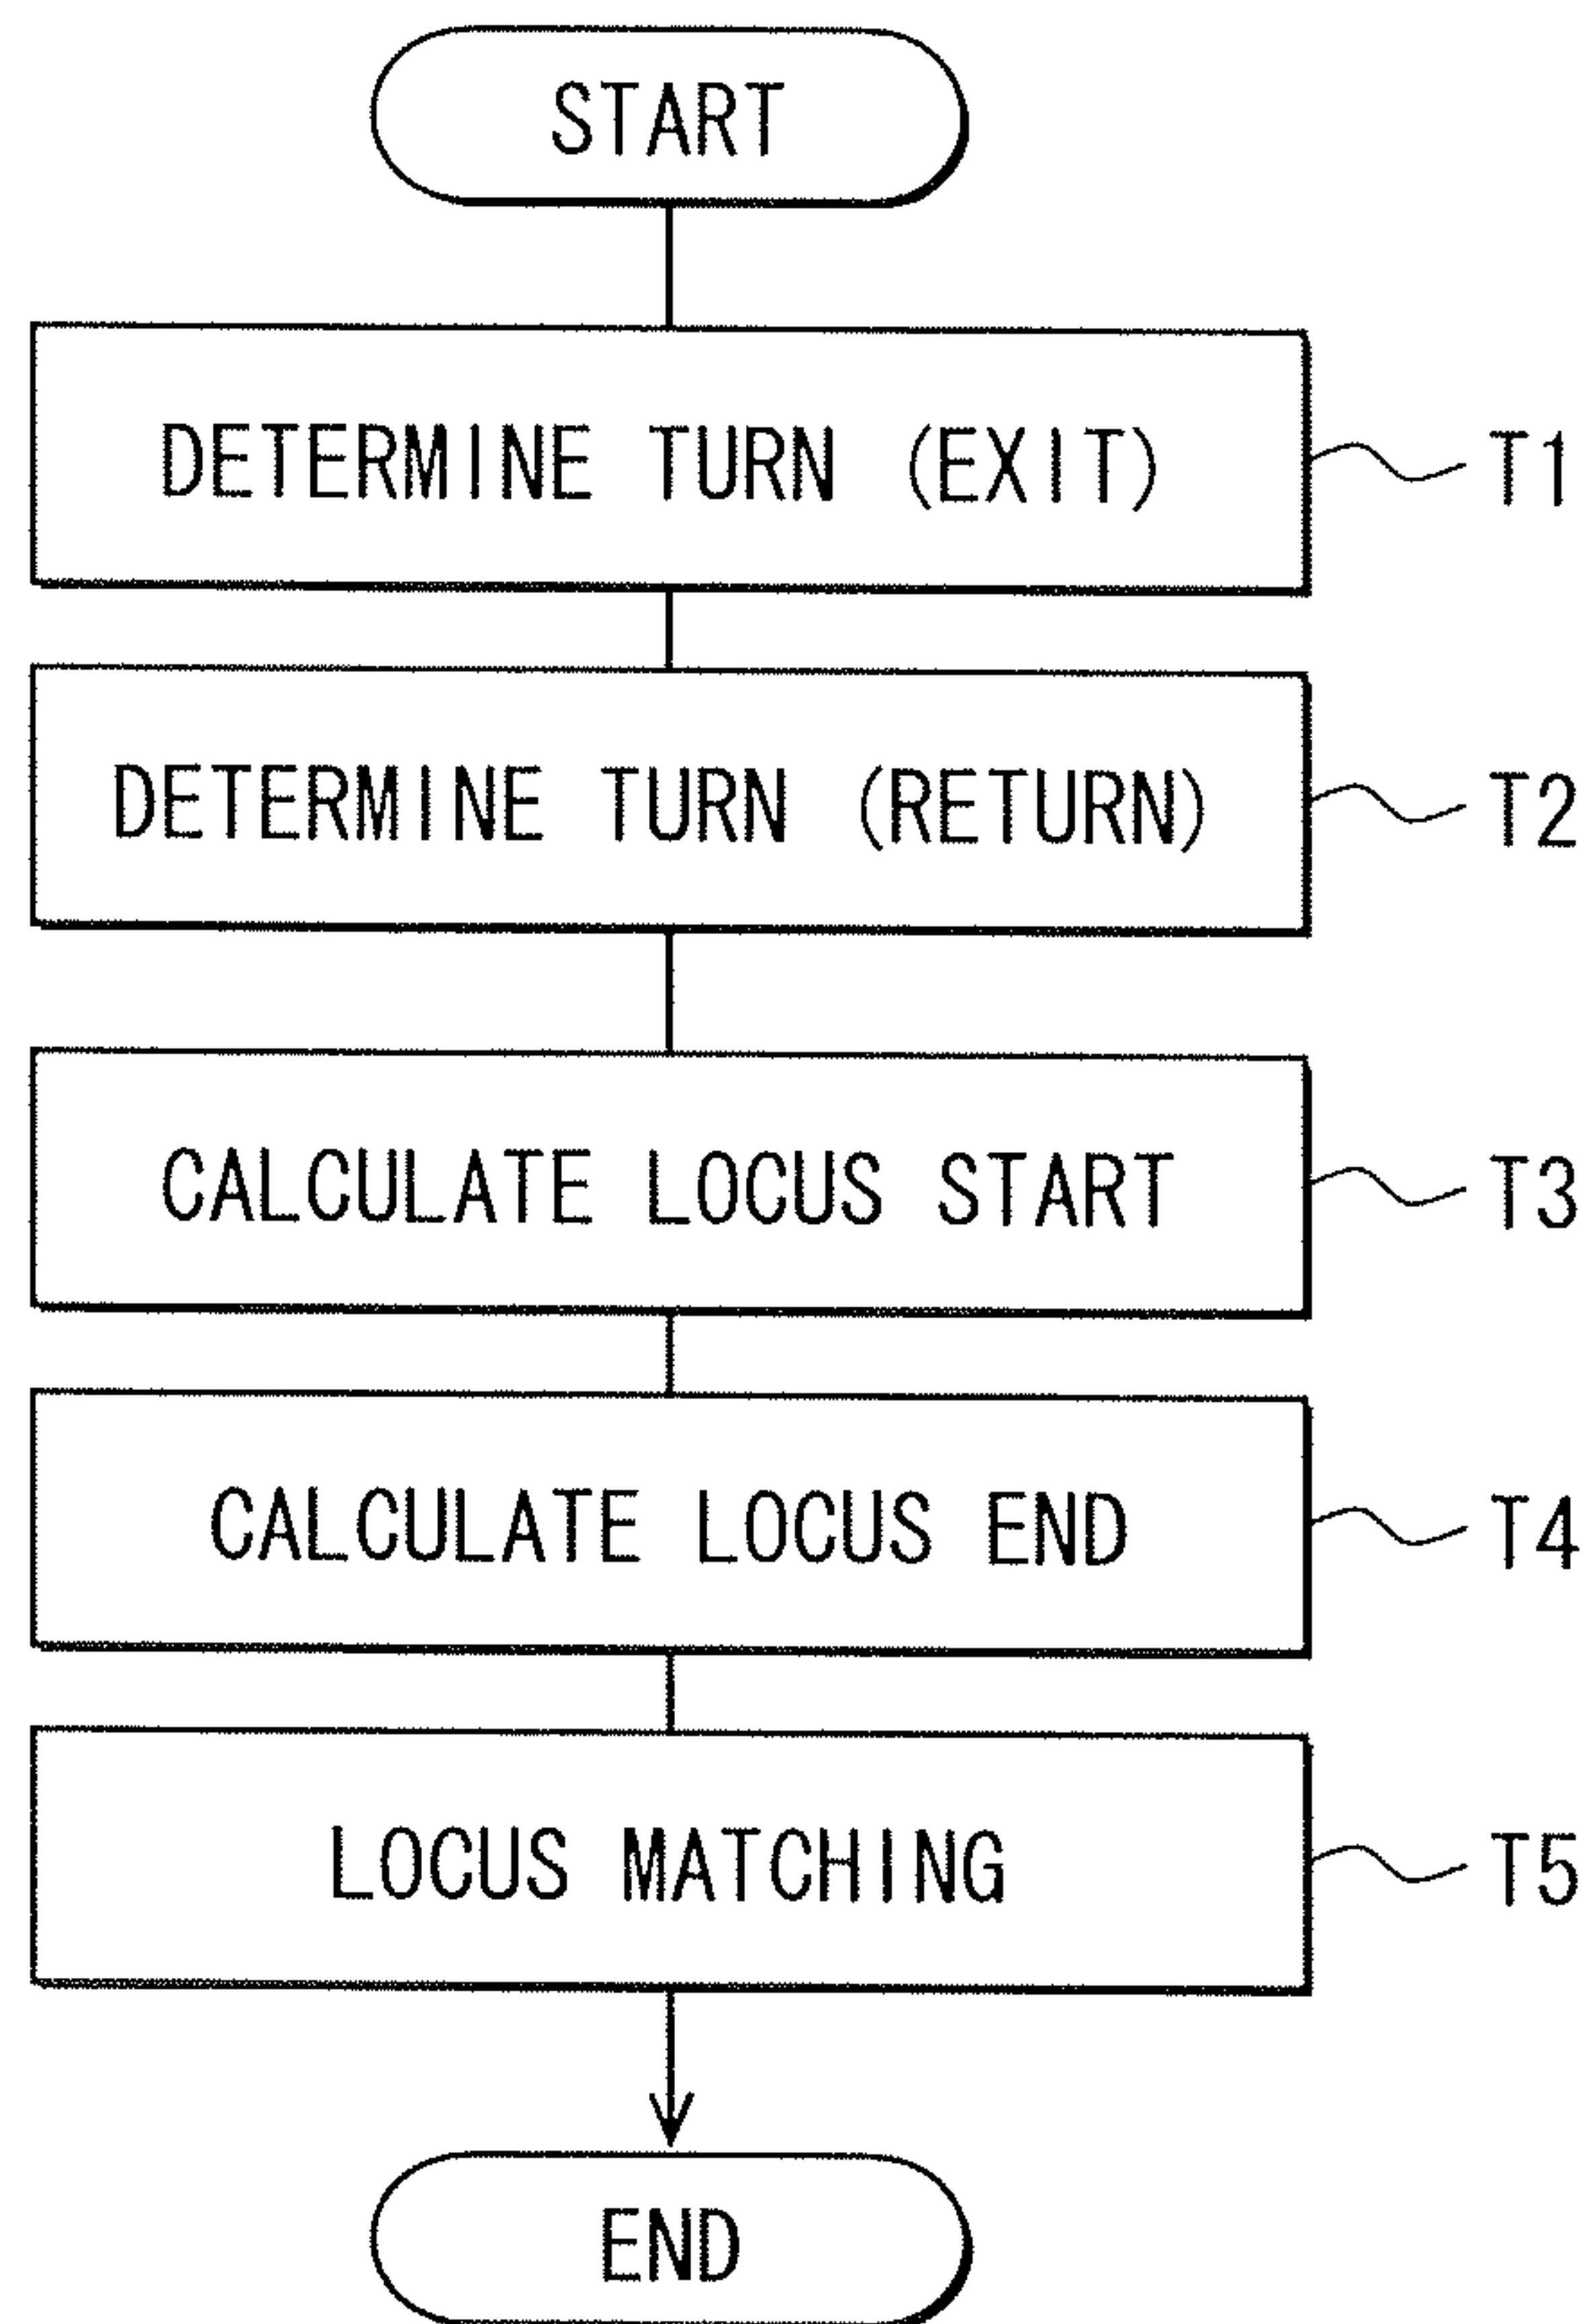 START
DETERMINE TURN (EXIT) T1
DETERMINE TURN (RETURN) T2
CALCULATE LOCUS START T3
CALCULATE LOCUS END T4
LOCUS MATCHING T5
END